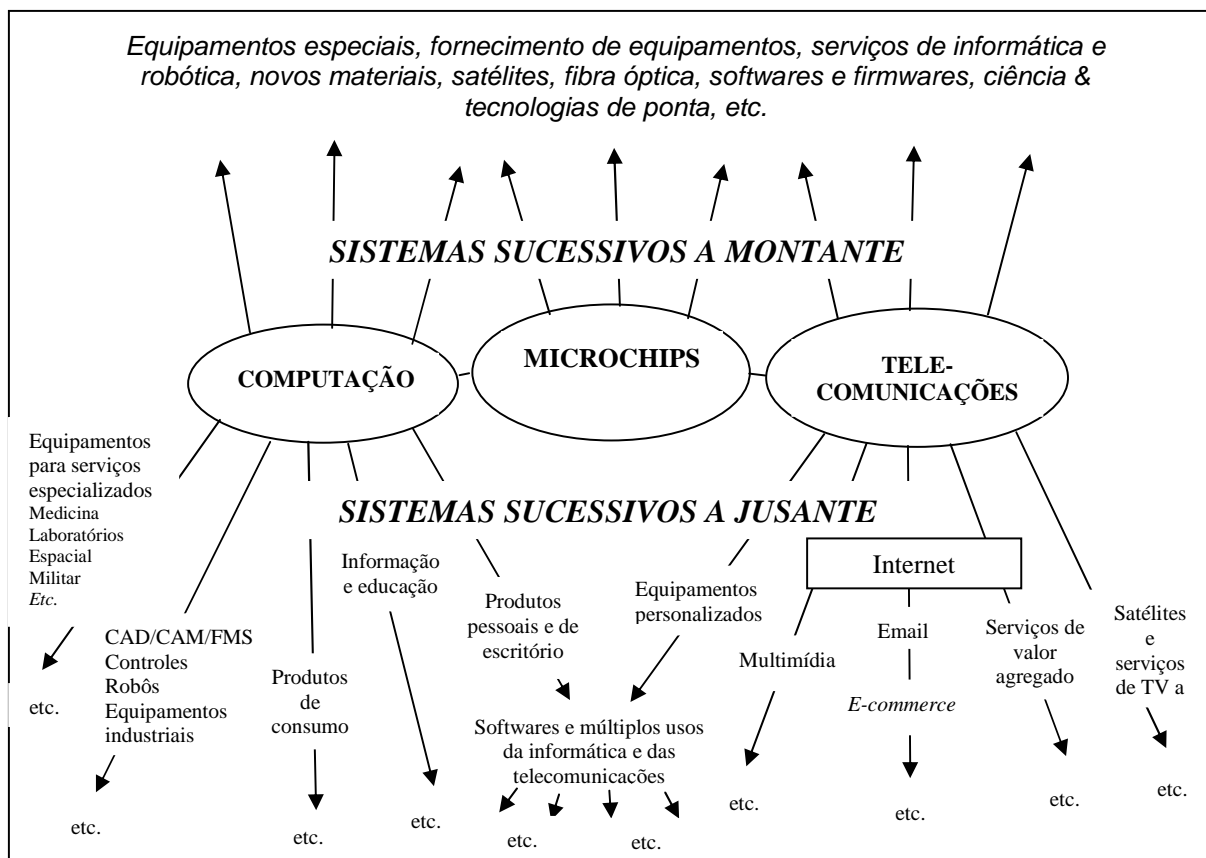 Equipamentos especiais, fornecimento de equipamentos, serviços de informática e
robótica, novos materiais, satélites, fibra óptica, softwares e firmwares, ciência &
tecnologias de ponta, etc.
SISTEMAS SUCESSIVOS A MONTANTE
COMPUTAÇÃO
MICROCHIPS
TELE-
COMUNICAÇÕES
SISTEMAS SUCESSIVOS A JUSANTE
Equipamentos
para serviços
especializados
Medicina
Laboratórios
Espacial
Militar
Etc.
etc.
CAD/CAM/FMS
Controles
Robôs
Equipamentos
industriais
etc.
Produtos
de
consumo
etc.
Informação
e educação
etc.
Produtos
pessoais e de
escritório
Equipamentos
personalizados
Softwares e múltiplos usos
da informática e das
telecomunicacões
etc.
etc.
Internet
Multimídia
etc.
Email
E-commerce
etc.
Serviços de
valor
agregado
etc.
Satélites
e
serviços
de TV a
etc.